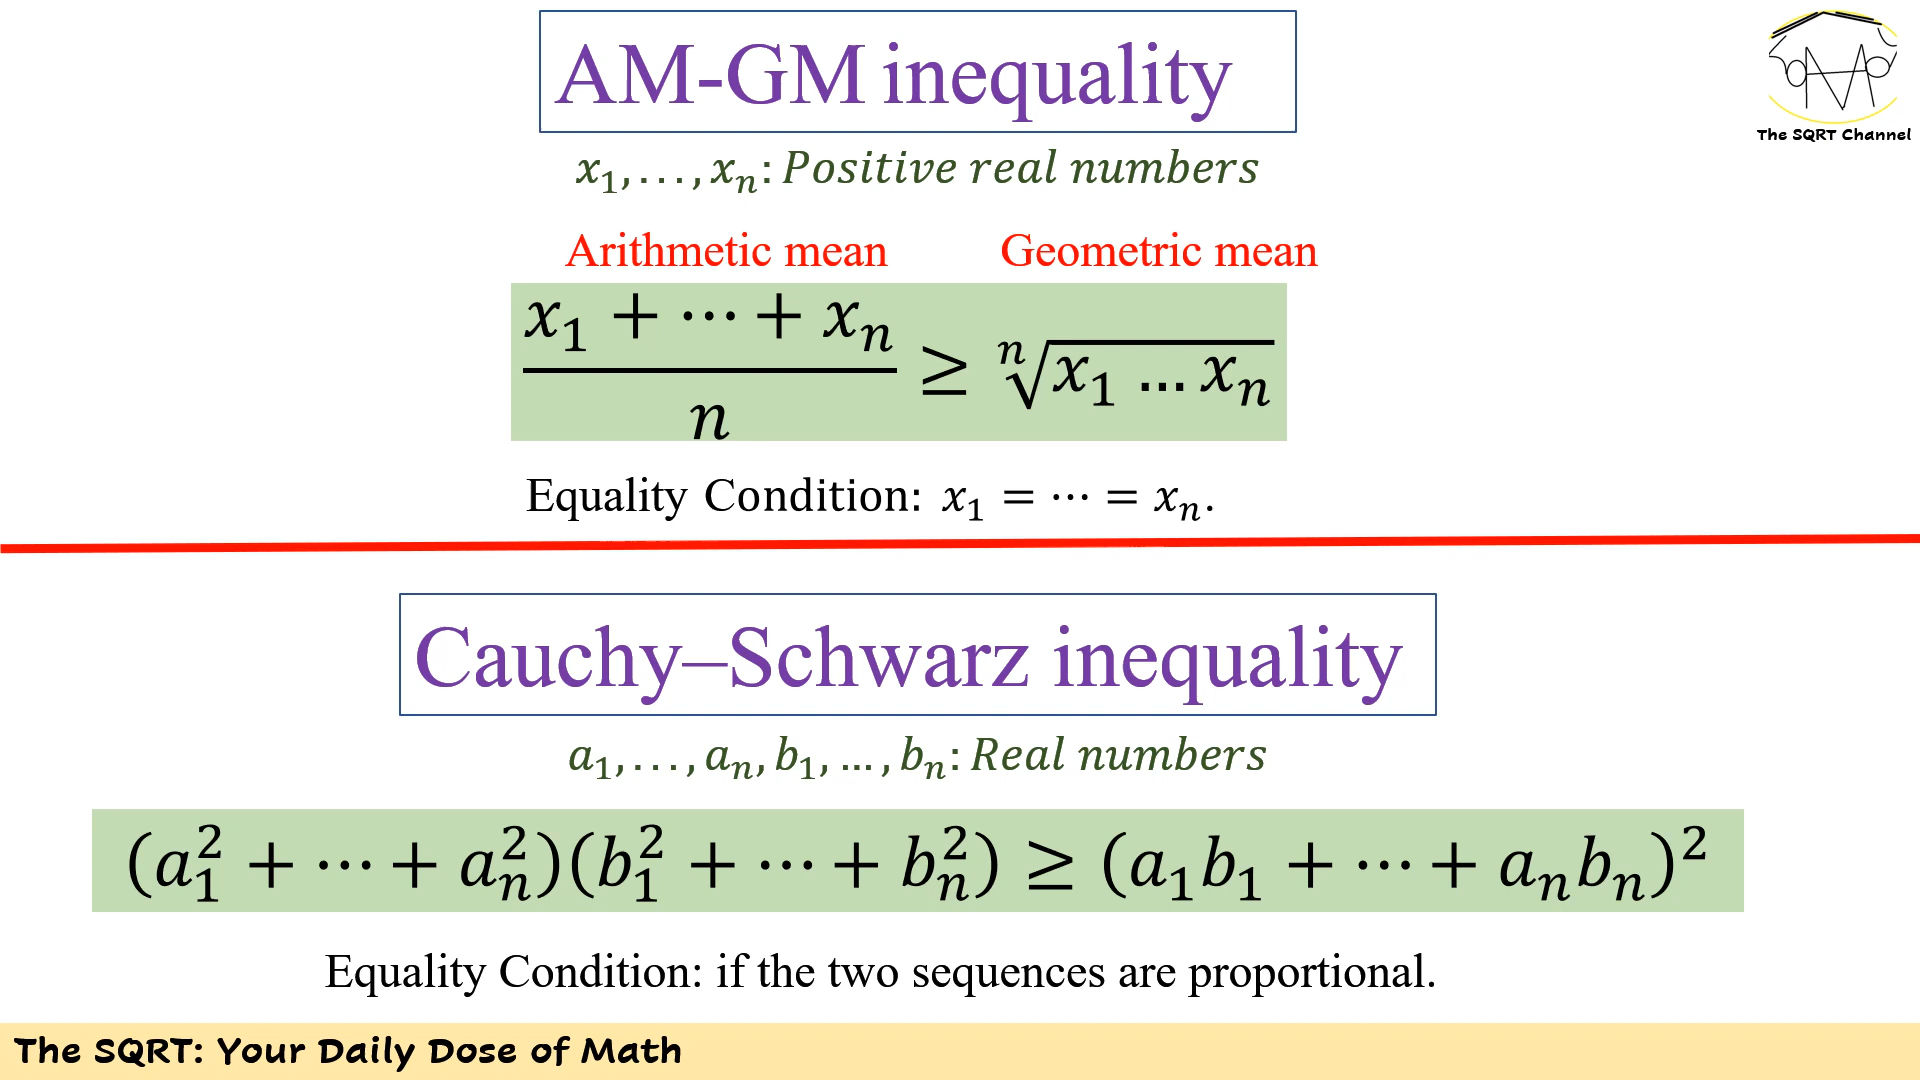 AM-GM inequality
The SQRT Channel
x₁, . . . , xₙ: Positive real numbers
Arithmetic mean Geometric mean
(x₁ + ⋯ + xₙ)/n ≥ ⁿ√(x₁ … xₙ)
Equality Condition: x₁ = ⋯ = xₙ.
Cauchy–Schwarz inequality
a₁, . . . , aₙ, b₁, … , bₙ: Real numbers
(a₁² + ⋯ + aₙ²)(b₁² + ⋯ + bₙ²) ≥ (a₁b₁ + ⋯ + aₙbₙ)²
Equality Condition: if the two sequences are proportional.
The SQRT: Your Daily Dose of Math